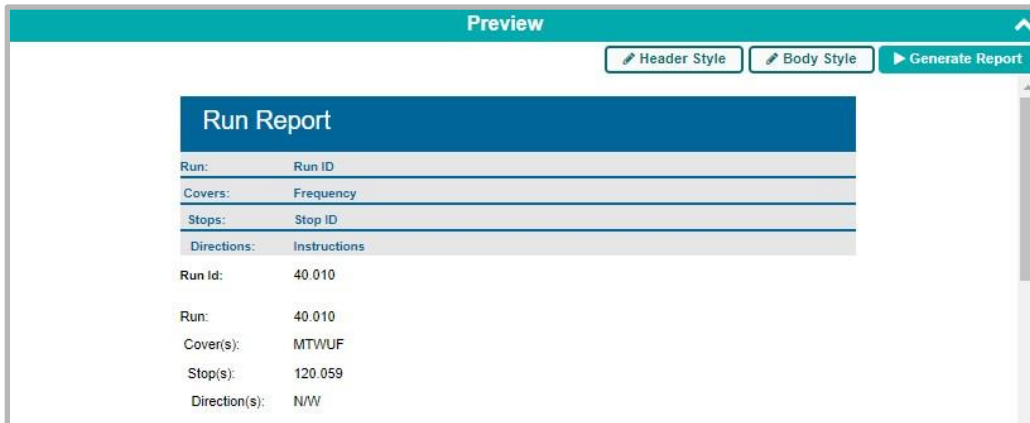 Preview
Header Style Body Style Generate Report
Run Report
Run: Run ID
Covers: Frequency
Stops: Stop ID
Directions: Instructions
Run Id: 40.010
Run: 40.010
Cover(s): MTWUF
Stop(s): 120.059
Direction(s): N/W